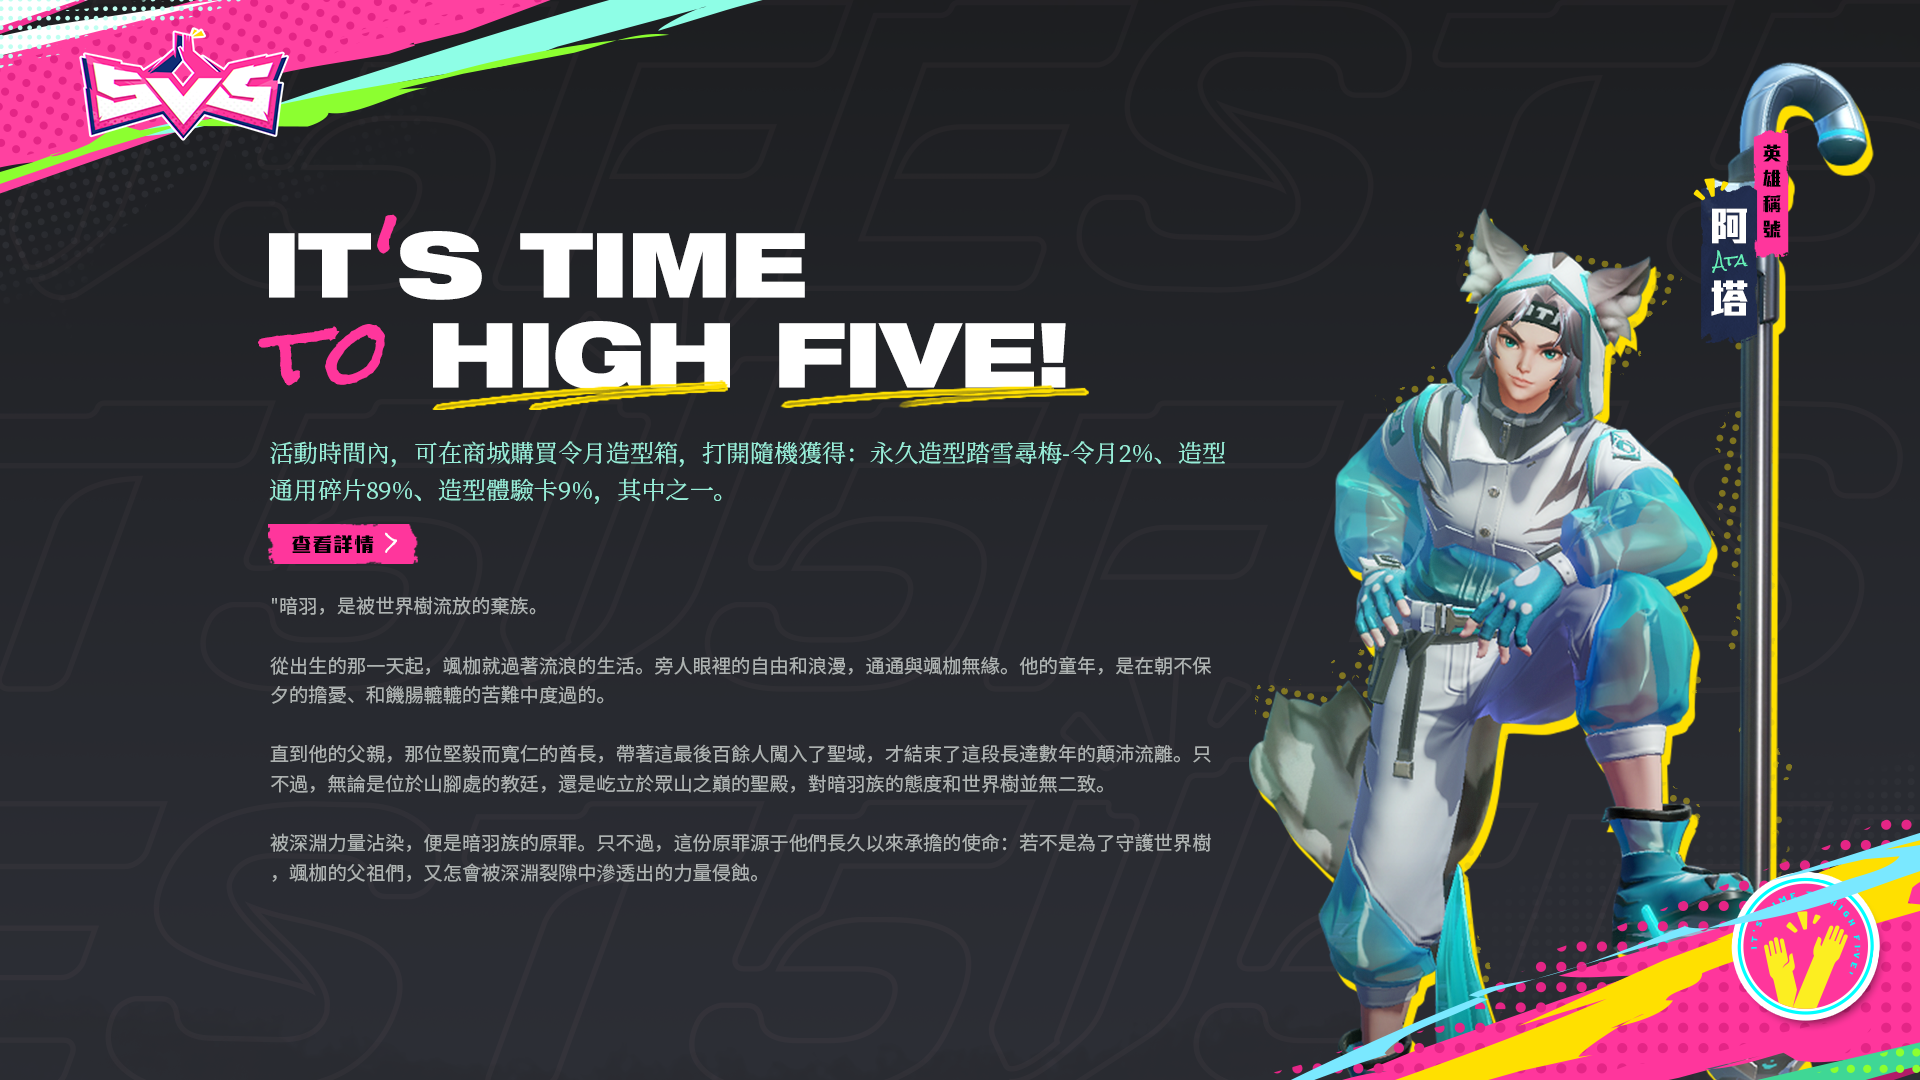 5V5
IT'S TIME
TO HIGH FIVE!
活動時間內，可在商城購買令月造型箱，打開隨機獲得：永久造型踏雪尋梅-令月2%、造型
通用碎片89%、造型體驗卡9%，其中之一。
查看詳情
"暗羽，是被世界樹流放的棄族。
從出生的那一天起，颯枷就過著流浪的生活。旁人眼裡的自由和浪漫，通通與颯枷無緣。他的童年，是在朝不保
夕的擔憂、和饑腸轆轆的苦難中度過的。
直到他的父親，那位堅毅而寬仁的酋長，帶著這最後百餘人闖入了聖域，才結束了這段長達數年的顛沛流離。只
不過，無論是位於山腳處的教廷，還是屹立於眾山之巔的聖殿，對暗羽族的態度和世界樹並無二致。
被深淵力量沾染，便是暗羽族的原罪。只不過，這份原罪源于他們長久以來承擔的使命：若不是為了守護世界樹
，颯枷的父祖們，又怎會被深淵裂隙中滲透出的力量侵蝕。
英雄稱號
阿
ATA
塔